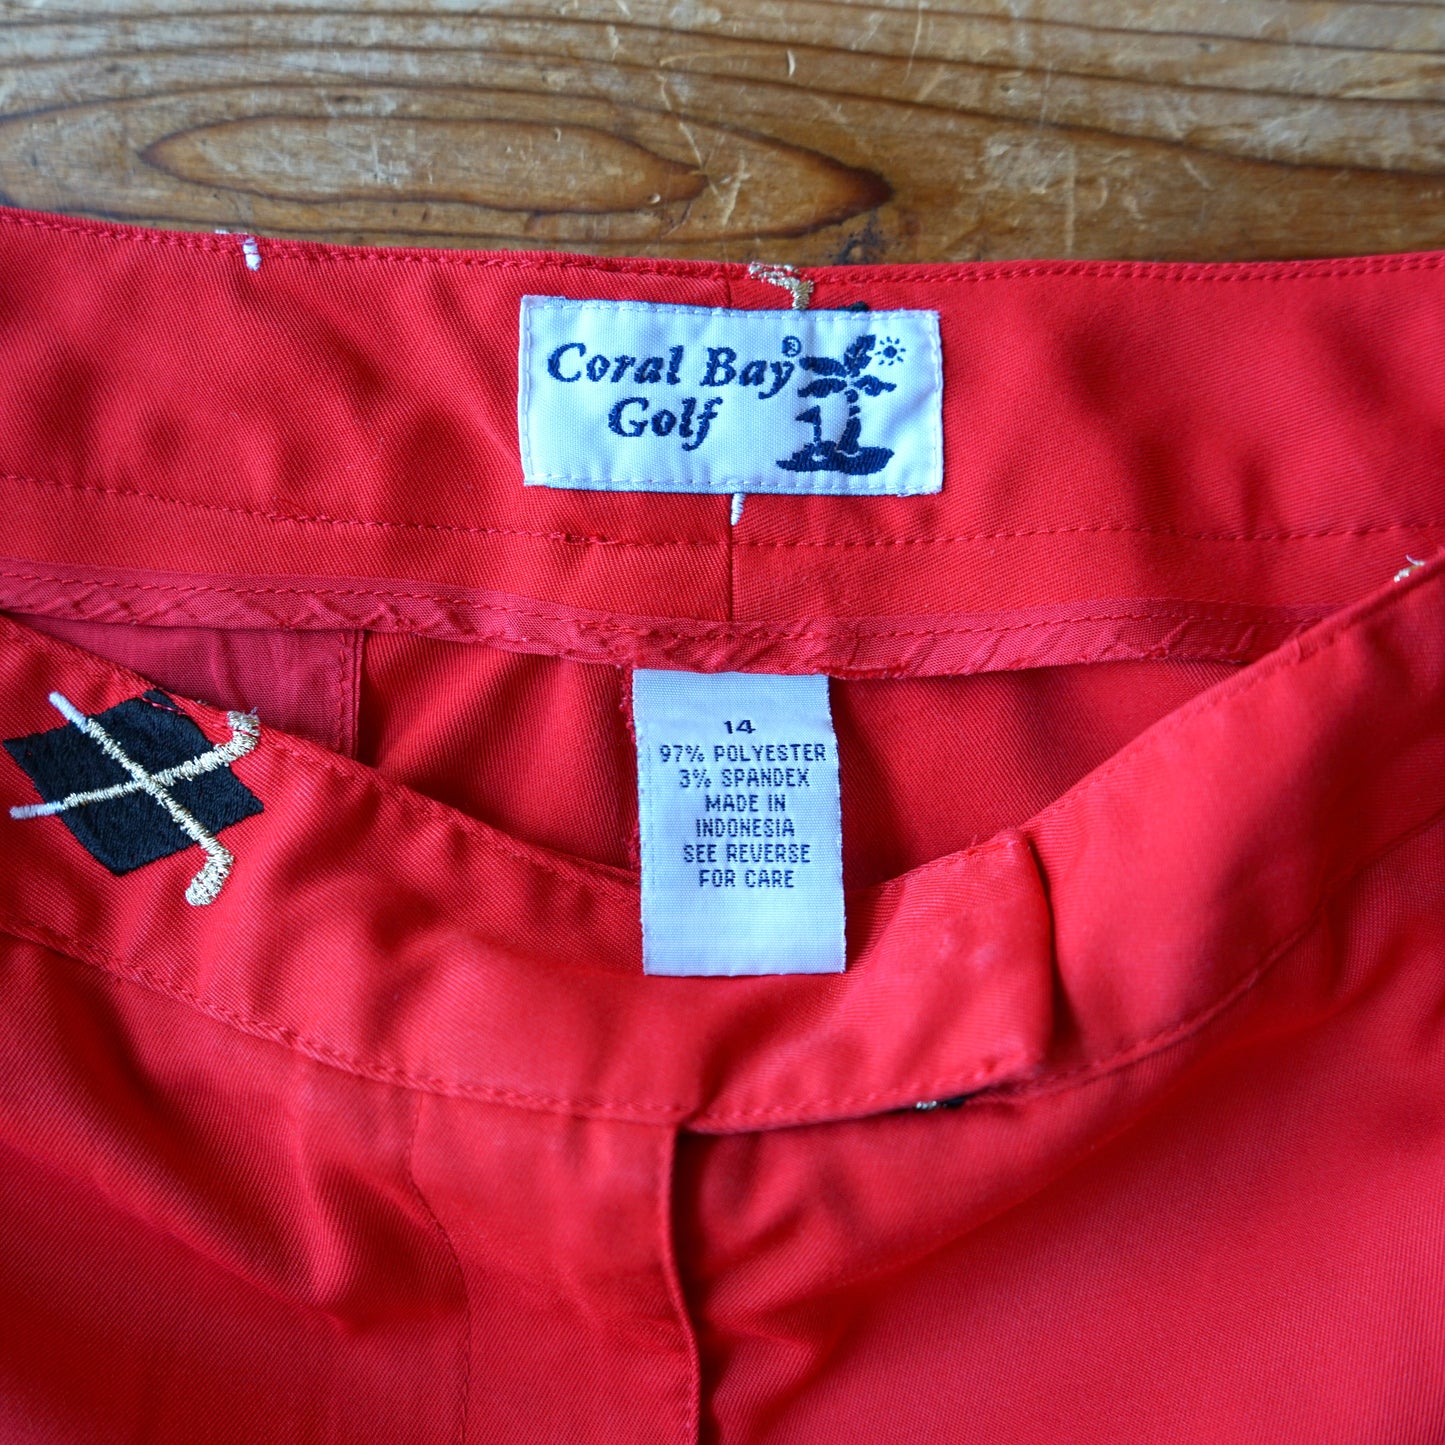 Coral Bay®
Golf
14
97% POLYESTER
3% SPANDEX
MADE IN
INDONESIA
SEE REVERSE
FOR CARE